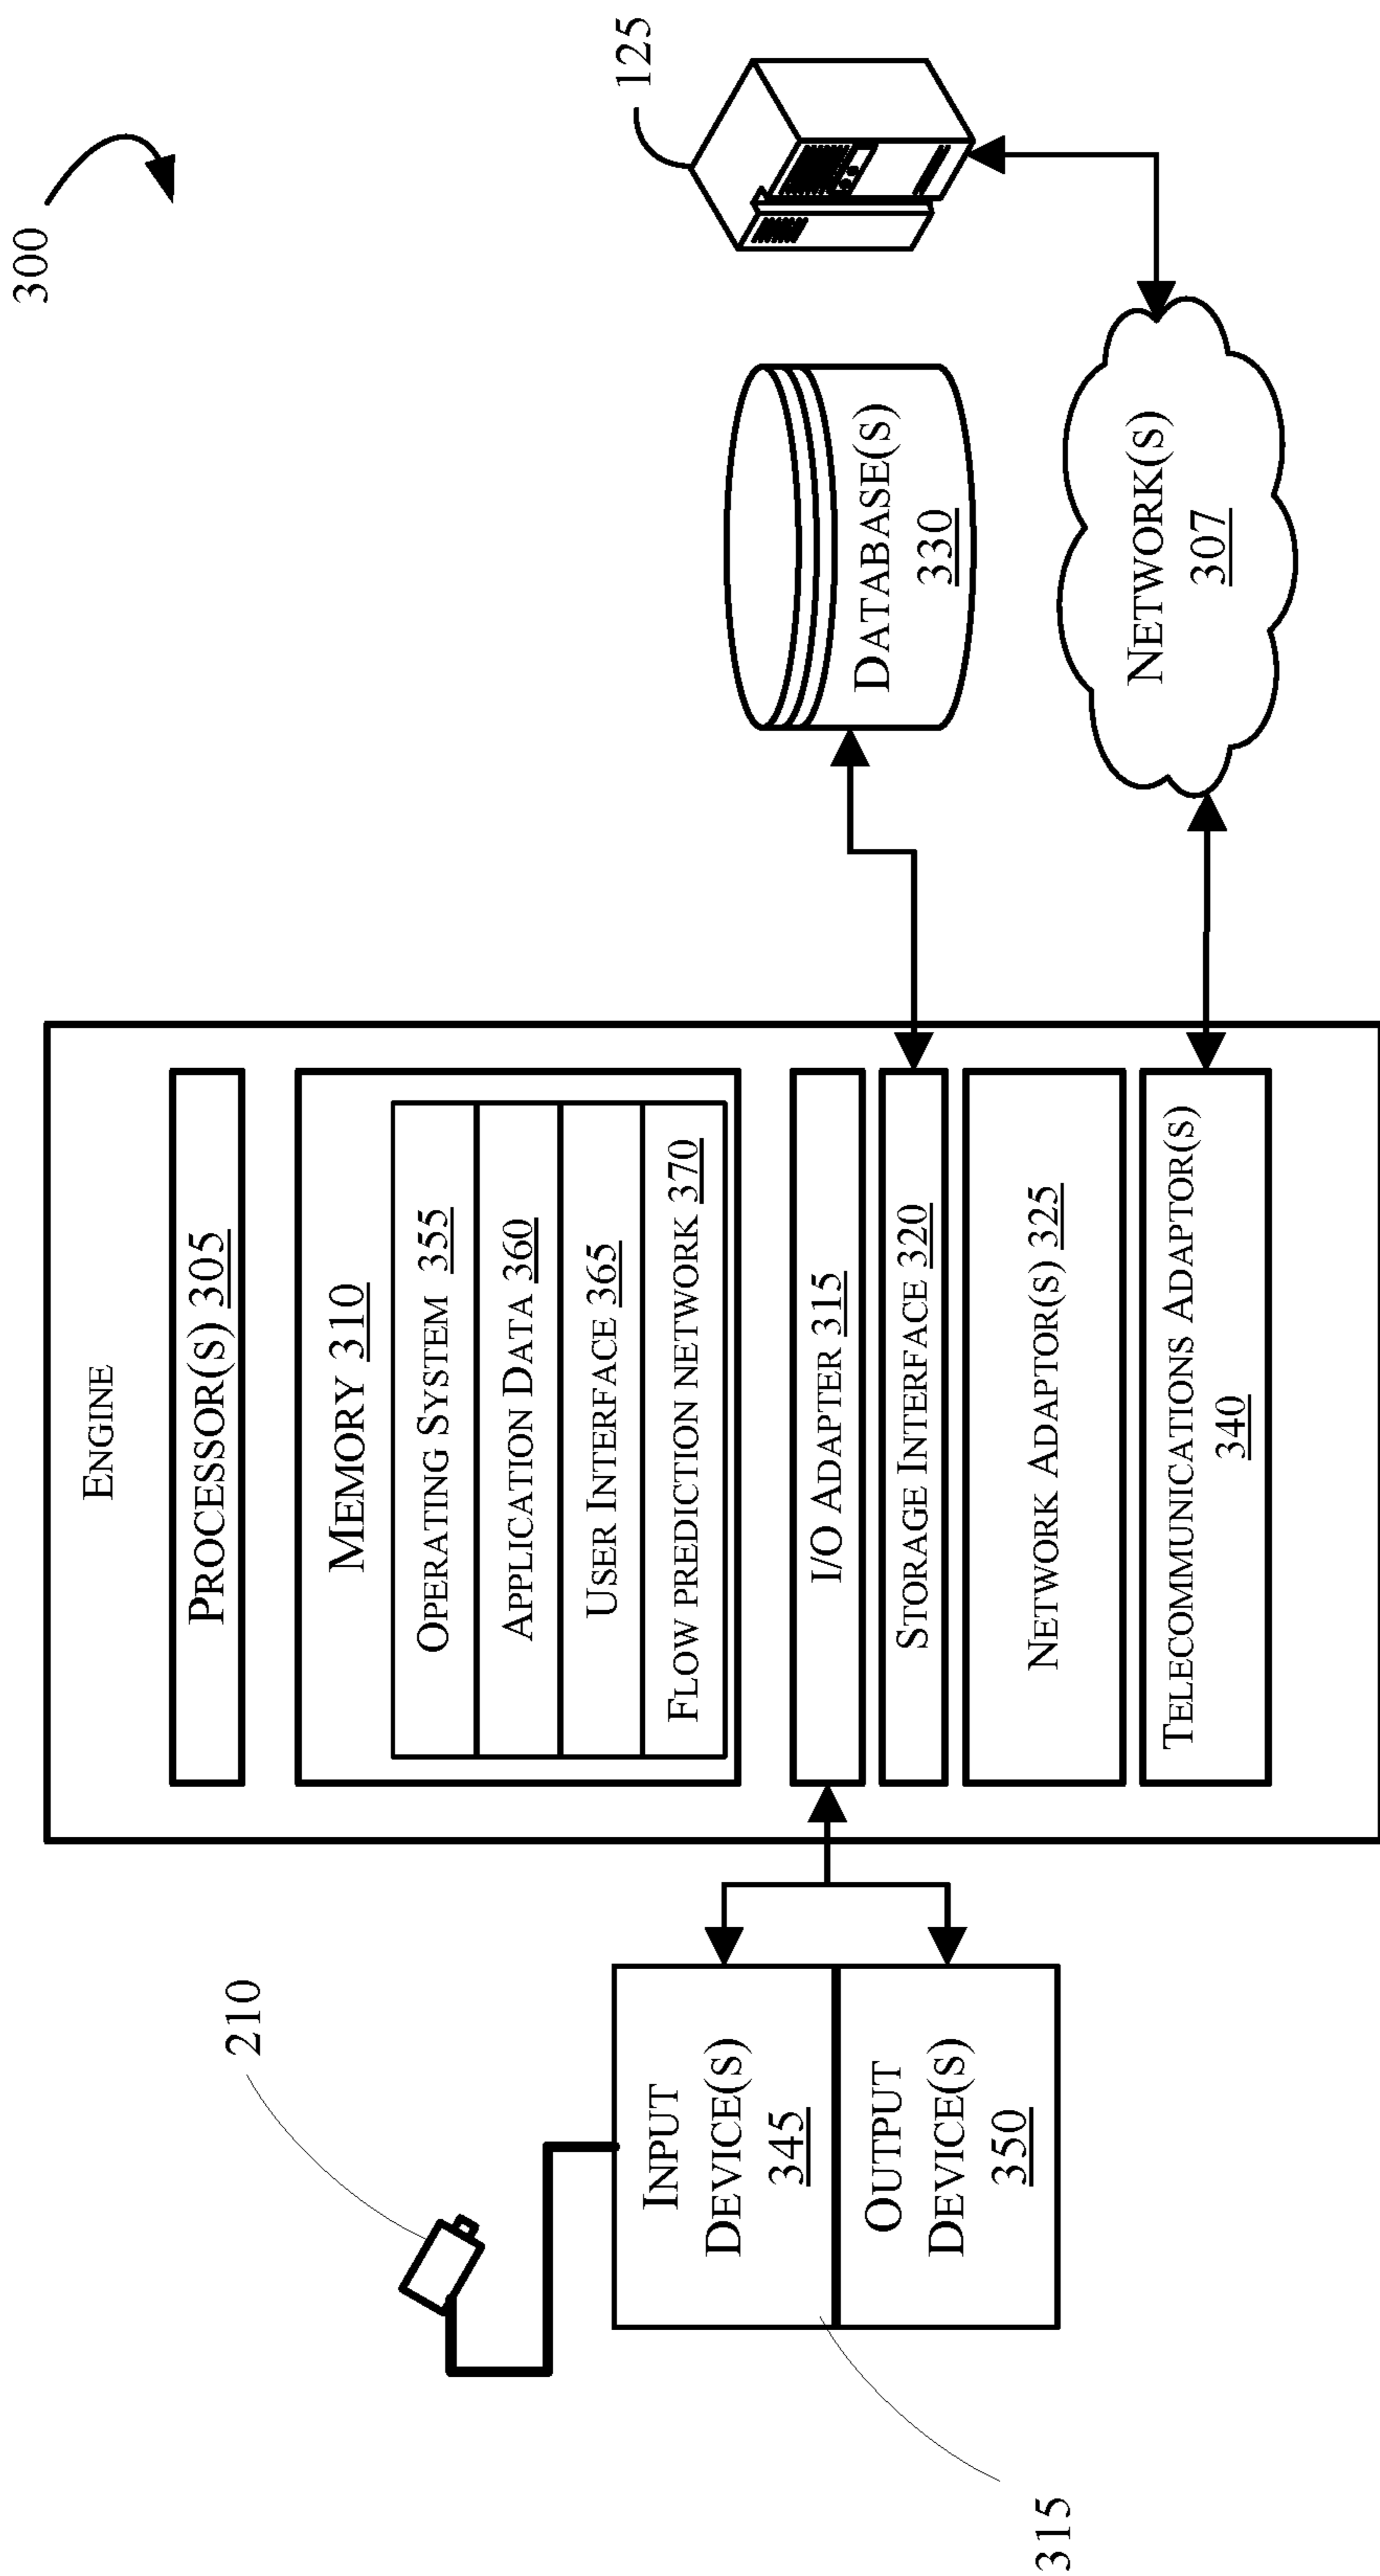 300
ENGINE
PROCESSOR(S) 305
MEMORY 310
OPERATING SYSTEM 355
APPLICATION DATA 360
USER INTERFACE 365
FLOW PREDICTION NETWORK 370
I/O ADAPTER 315
STORAGE INTERFACE 320
NETWORK ADAPTOR(S) 325
TELECOMMUNICATIONS ADAPTOR(S)
340
210
INPUT
DEVICE(S)
345
OUTPUT
DEVICE(S)
350
315
125
DATABASE(S)
330
NETWORK(S)
307